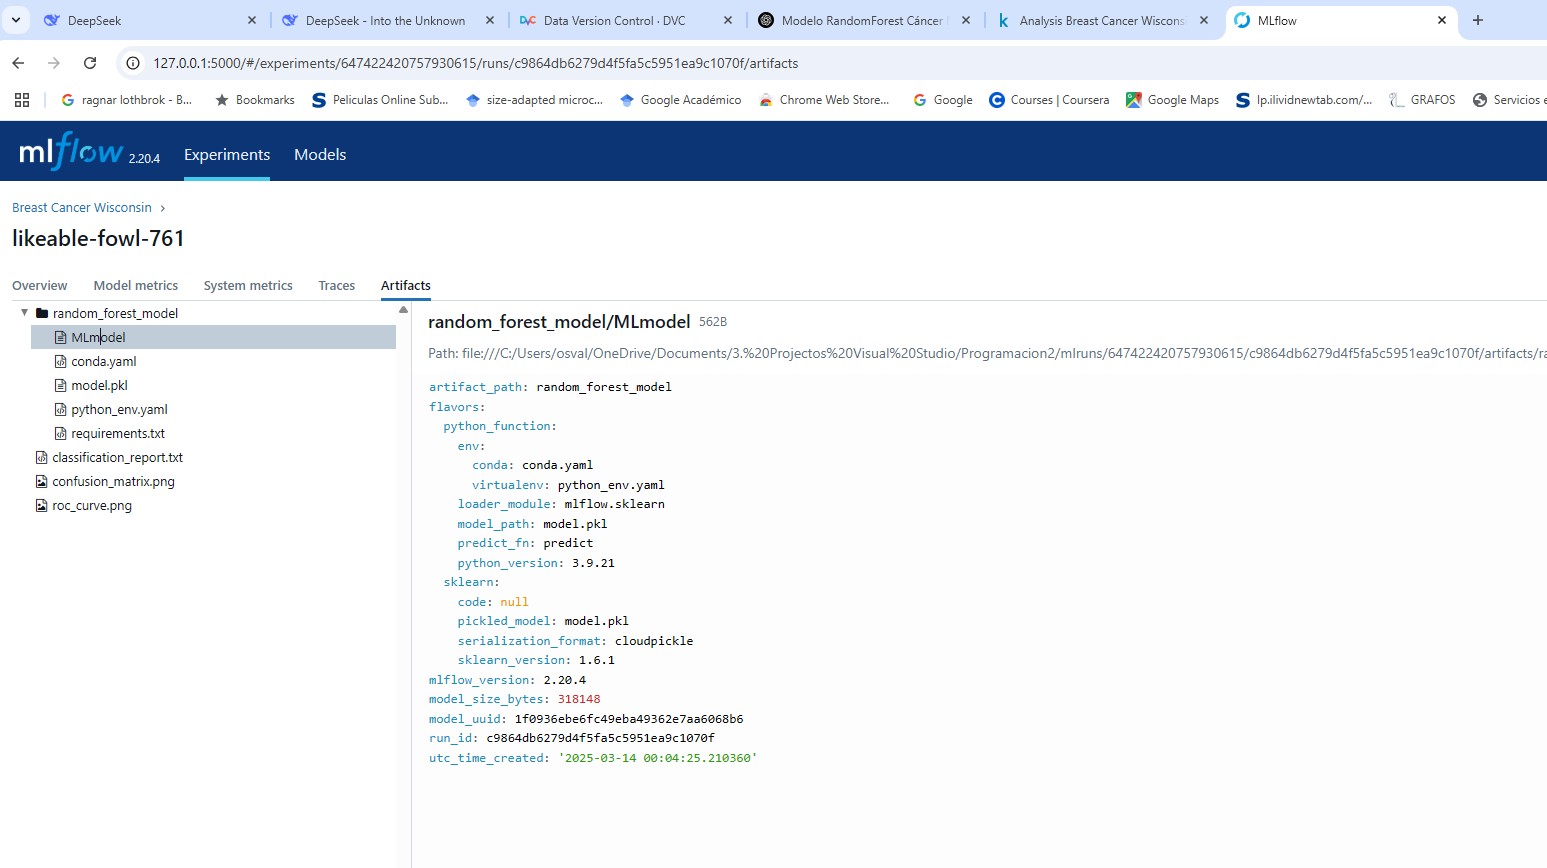 DeepSeek
DeepSeek - Into the Unknown
DVC Data Version Control · DVC
Modelo RandomForest Cáncer
k Analysis Breast Cancer Wiscons
MLflow
127.0.0.1:5000/#/experiments/647422420757930615/runs/c9864db6279d4f5fa5c5951ea9c1070f/artifacts
ragnar lothbrok - B...
Bookmarks
Peliculas Online Sub...
size-adapted microc...
Google Académico
Chrome Web Store...
Google
Courses | Coursera
Google Maps
lp.ilividnewtab.com/...
GRAFOS
Servicios e
mlflow 2.20.4
Experiments
Models
Breast Cancer Wisconsin >
likeable-fowl-761
Overview
Model metrics
System metrics
Traces
Artifacts
random_forest_model
MLmodel
conda.yaml
model.pkl
python_env.yaml
requirements.txt
classification_report.txt
confusion_matrix.png
roc_curve.png
random_forest_model/MLmodel 562B
Path: file:///C:/Users/osval/OneDrive/Documents/3.%20Projectos%20Visual%20Studio/Programacion2/mlruns/647422420757930615/c9864db6279d4f5fa5c5951ea9c1070f/artifacts/ra
artifact_path: random_forest_model
flavors:
python_function:
env:
conda: conda.yaml
virtualenv: python_env.yaml
loader_module: mlflow.sklearn
model_path: model.pkl
predict_fn: predict
python_version: 3.9.21
sklearn:
code: null
pickled_model: model.pkl
serialization_format: cloudpickle
sklearn_version: 1.6.1
mlflow_version: 2.20.4
model_size_bytes: 318148
model_uuid: 1f0936ebe6fc49eba49362e7aa6068b6
run_id: c9864db6279d4f5fa5c5951ea9c1070f
utc_time_created: '2025-03-14 00:04:25.210360'